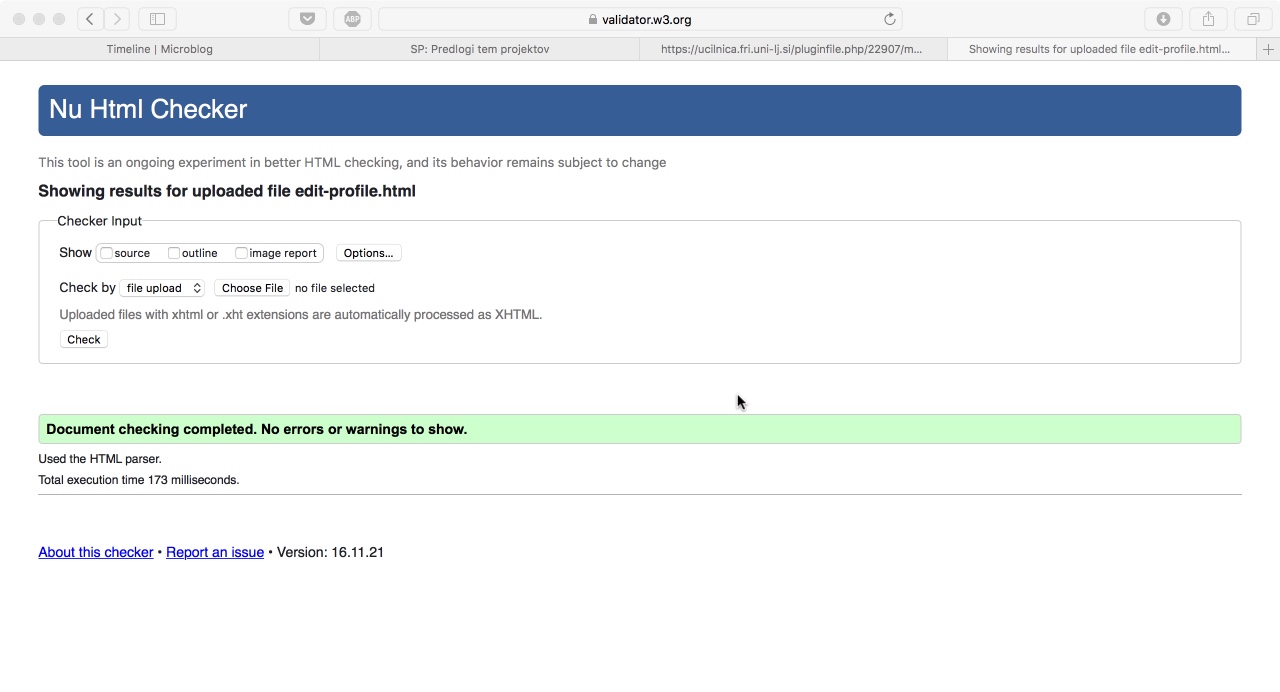 ABP
validator.w3.org
Timeline | Microblog
SP: Predlogi tem projektov
https://ucilnica.fri.uni-lj.si/pluginfile.php/22907/m...
Showing results for uploaded file edit-profile.html...
Nu Html Checker
This tool is an ongoing experiment in better HTML checking, and its behavior remains subject to change
Showing results for uploaded file edit-profile.html
Checker Input
Show source outline image report Options...
Check by file upload Choose File no file selected
Uploaded files with xhtml or .xht extensions are automatically processed as XHTML.
Check
Document checking completed. No errors or warnings to show.
Used the HTML parser.
Total execution time 173 milliseconds.
About this checker • Report an issue • Version: 16.11.21